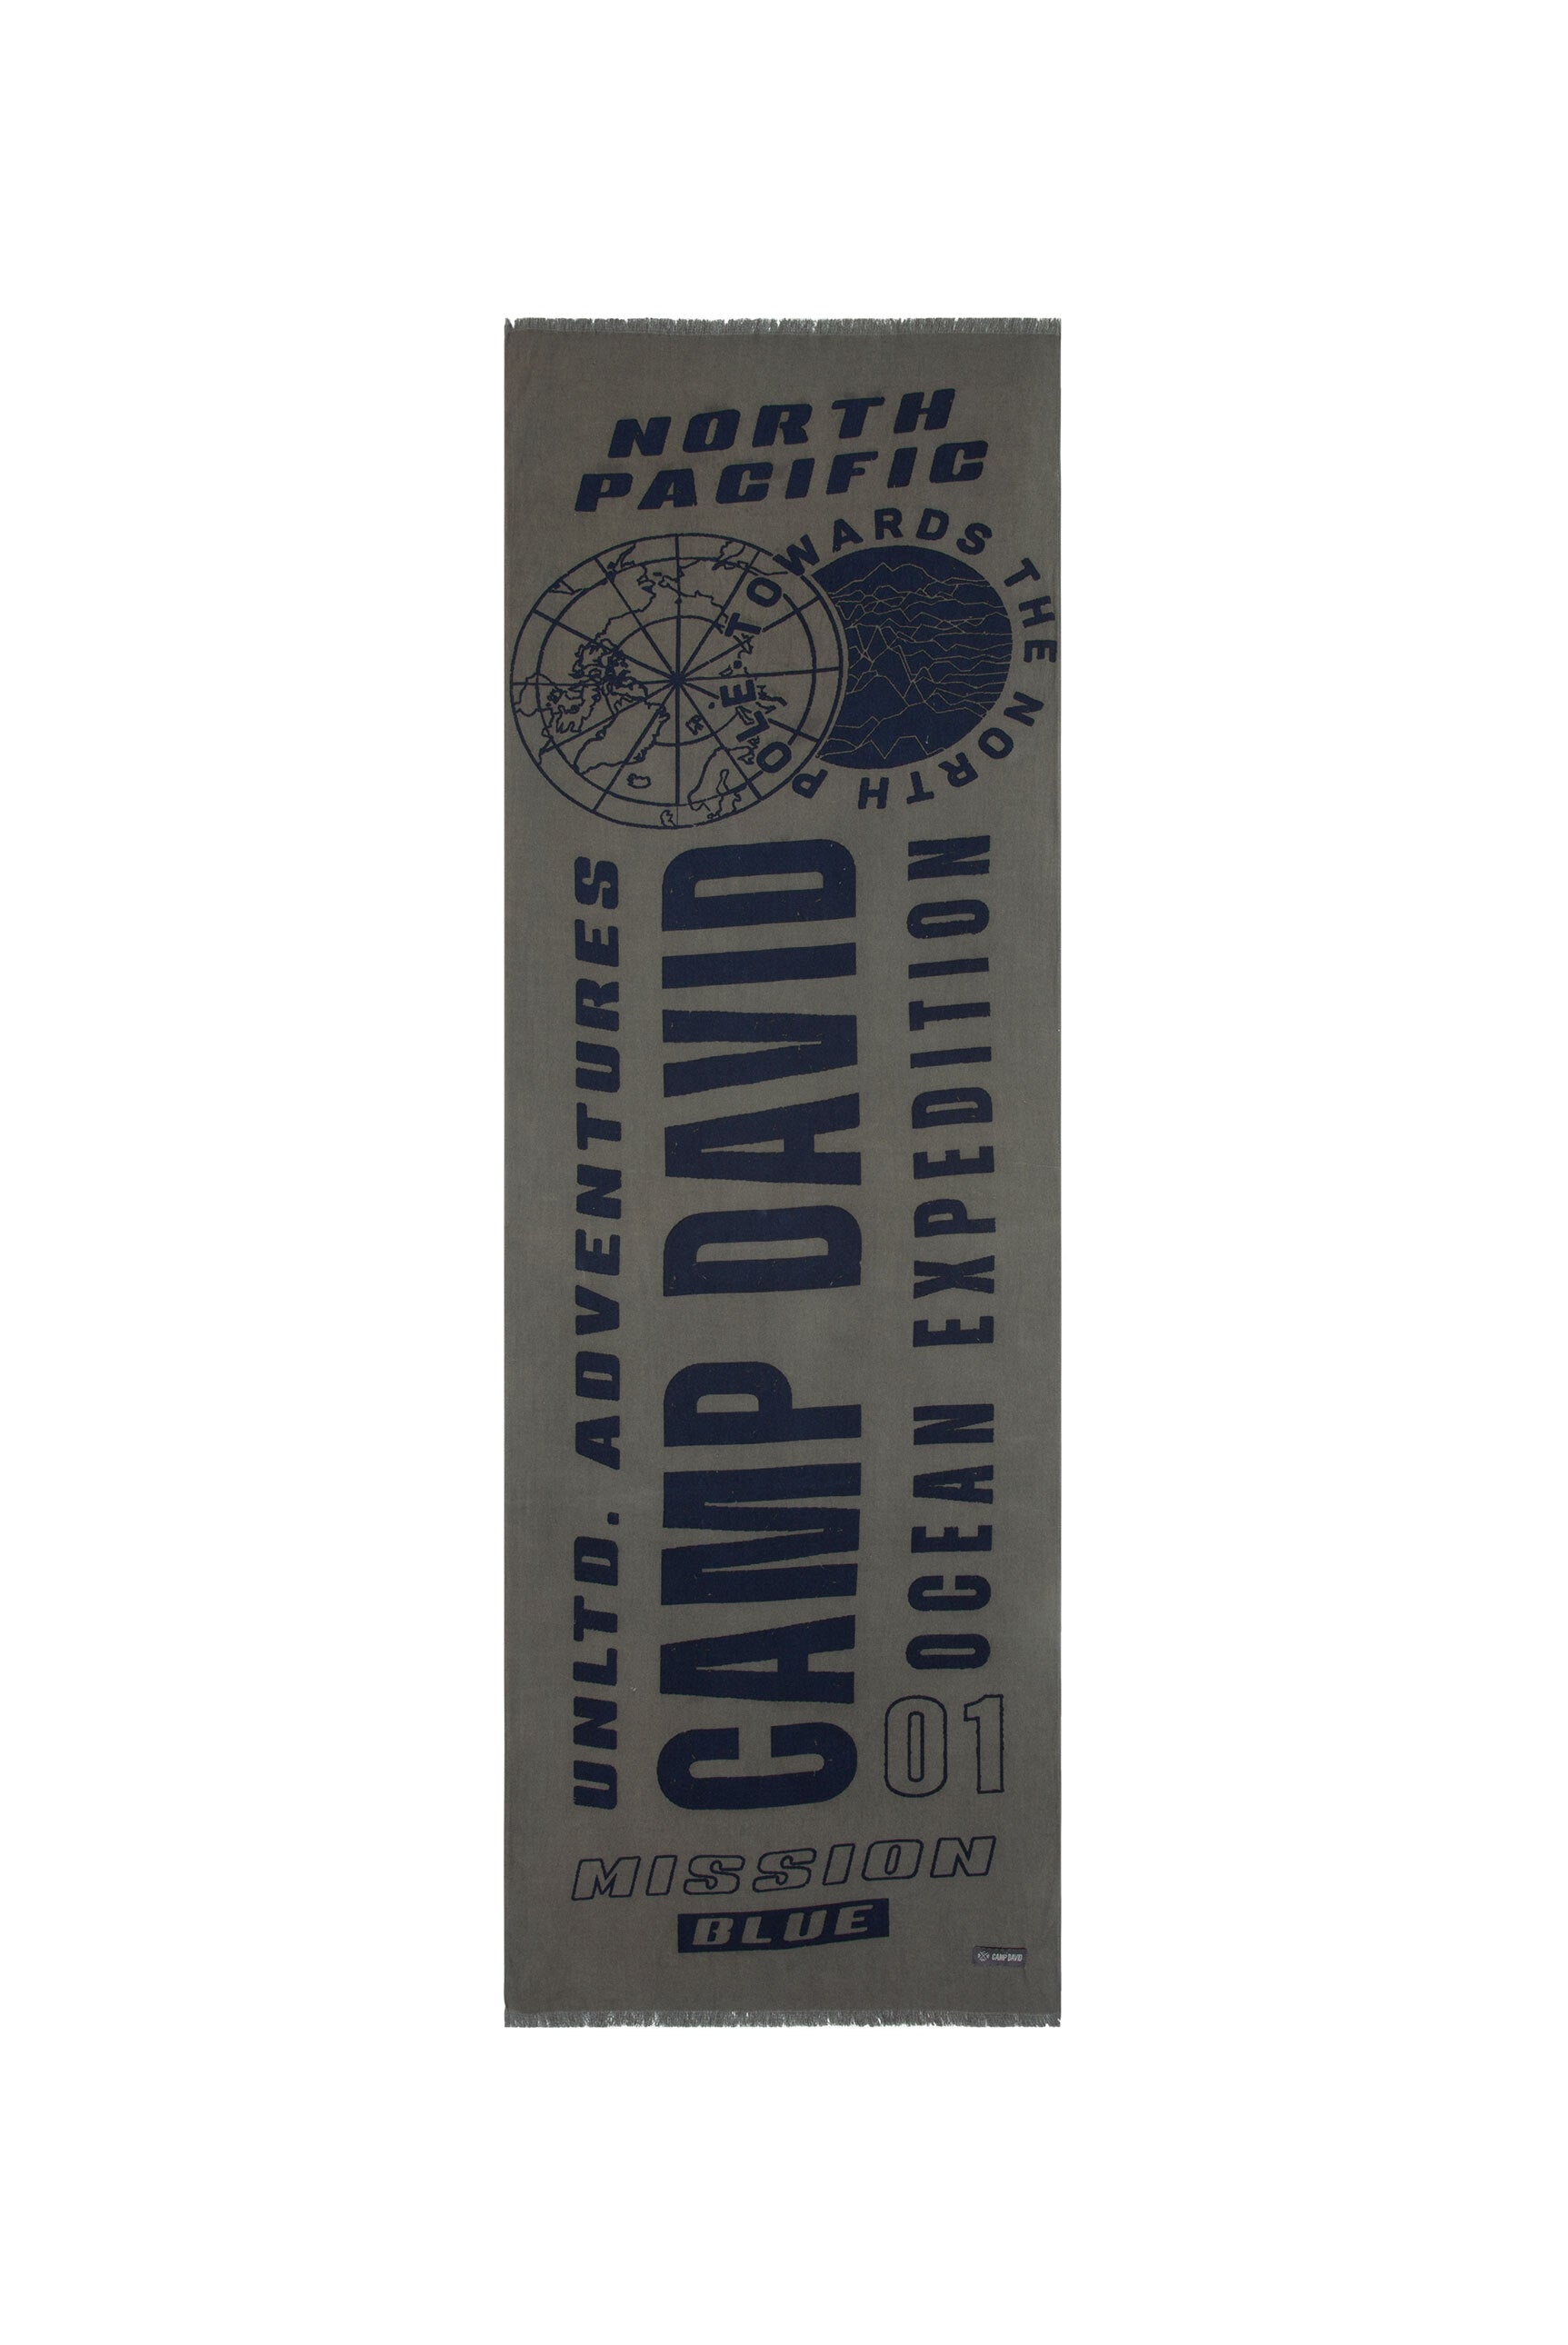 NORTH
PACIFIC
TOWARDS THE NORTH POLE.
UNLTD. ADVENTURES
CAMP DAVID
OCEAN EXPEDITION
01
MISSION
BLUE
CAMP DAVID